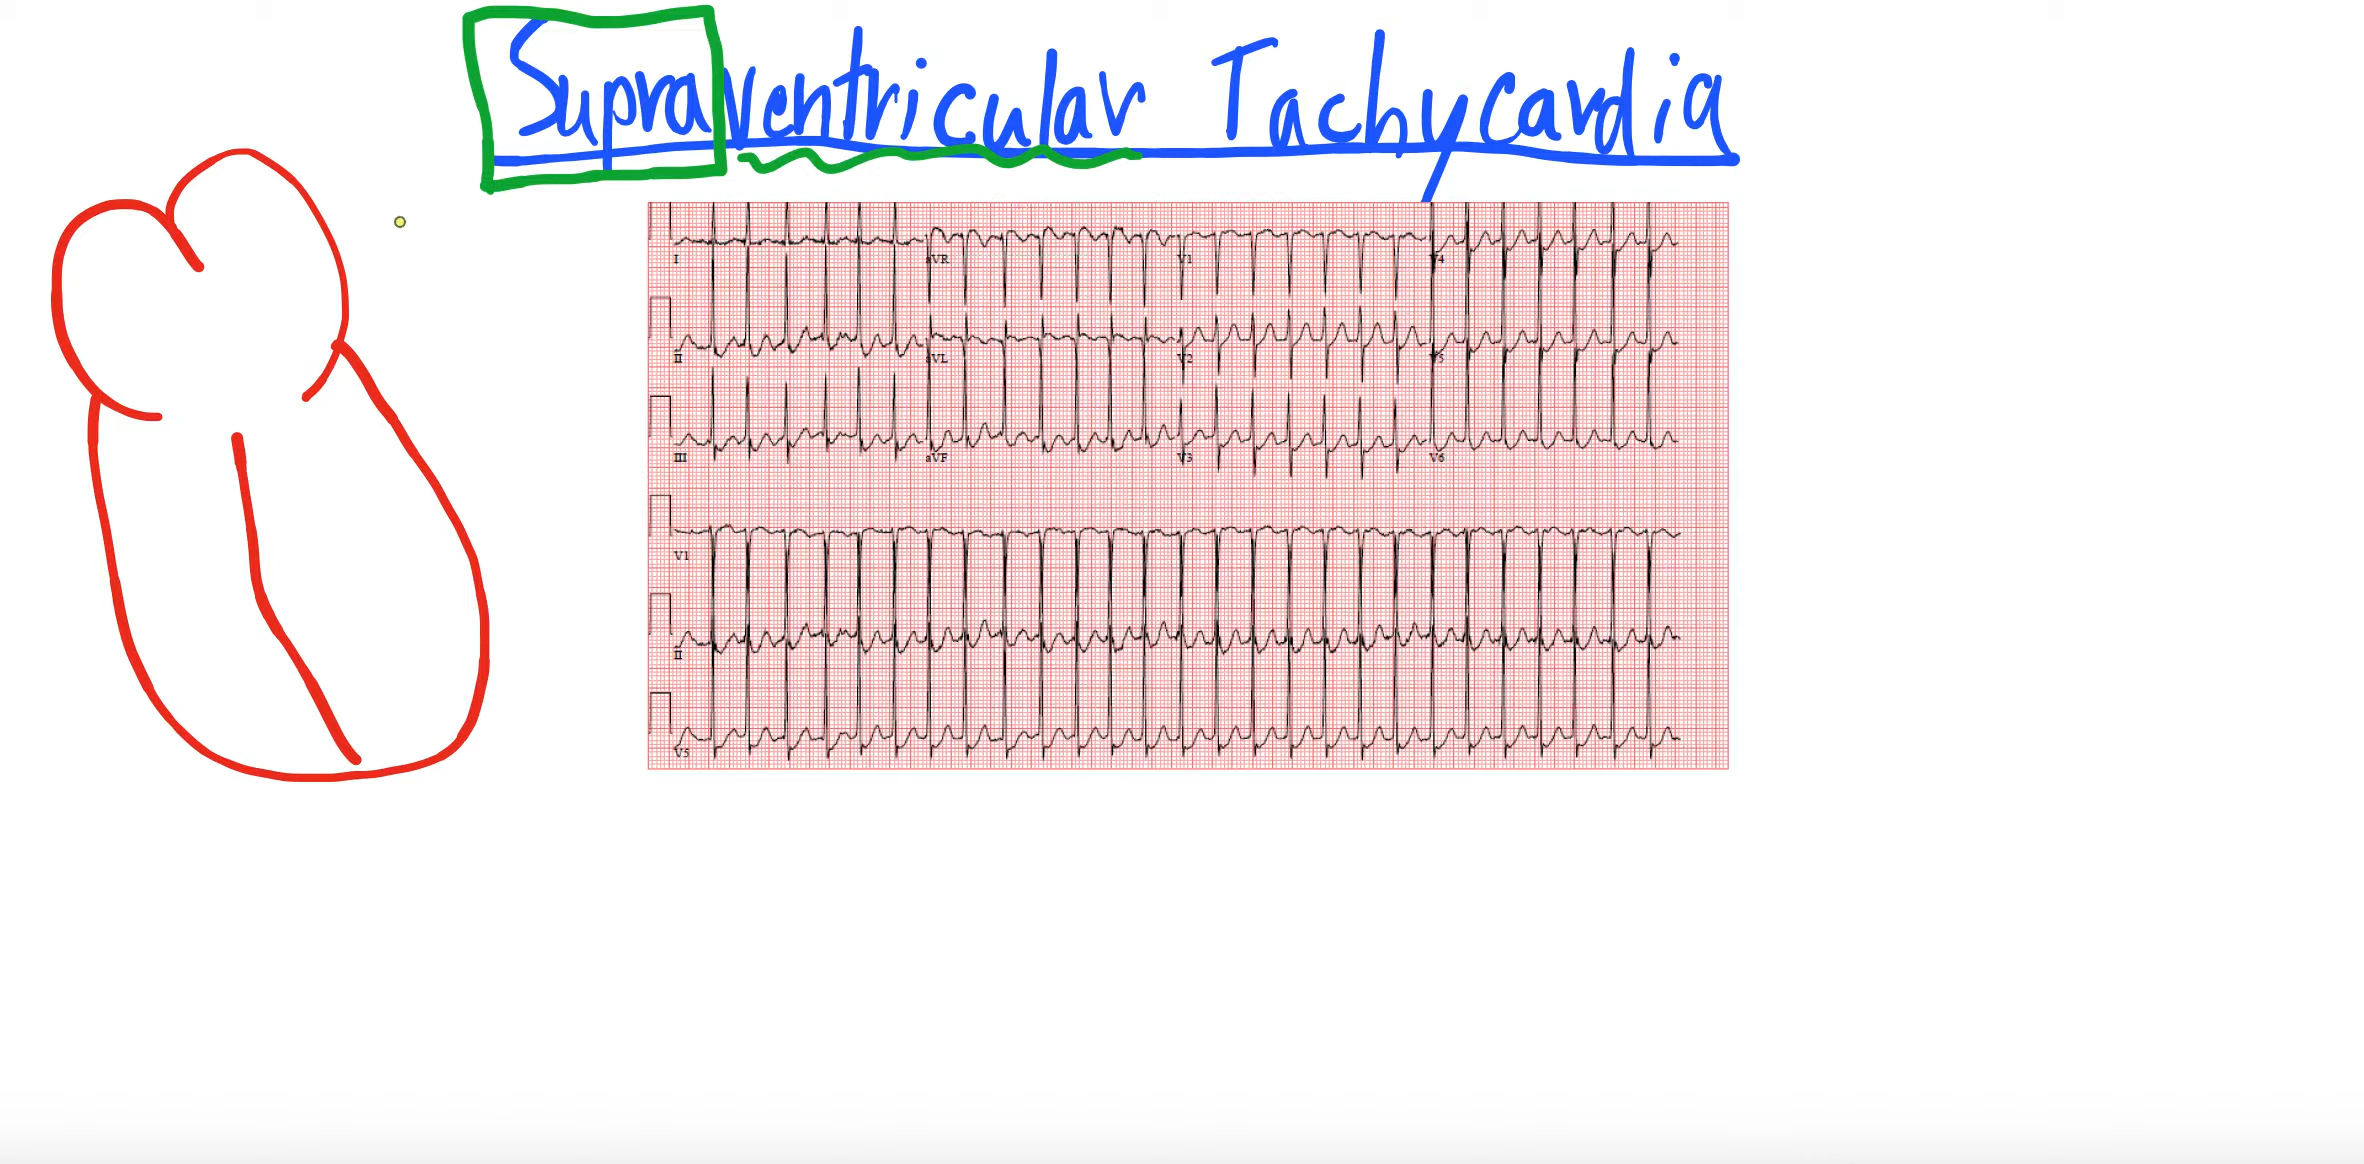 Supraventricular Tachycardia
I aVR V1 V4
II aVL V2 V5
III aVF V3 V6
V1
II
V5